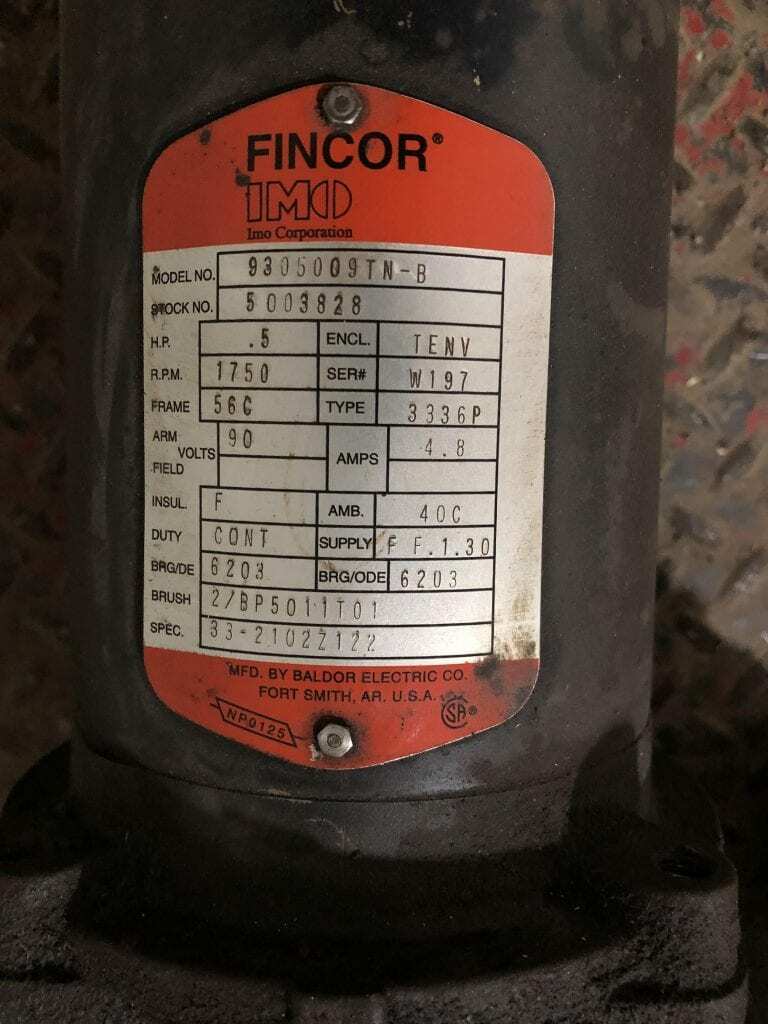 FINCOR®
IMO
Imo Corporation
MODEL NO. 9305009TN-B
STOCK NO. 5003828
H.P. .5 ENCL. TENV
R.P.M. 1750 SER# W197
FRAME 56C TYPE 3336P
ARM VOLTS 90 AMPS 4.8
FIELD
INSUL. F AMB. 40C
DUTY CONT SUPPLY F F.1.30
BRG/DE 6203 BRG/ODE 6203
BRUSH 2/BP5011T01
SPEC. 33-2102Z122
MFD. BY BALDOR ELECTRIC CO.
FORT SMITH, AR. U.S.A.
NP0125 SA®